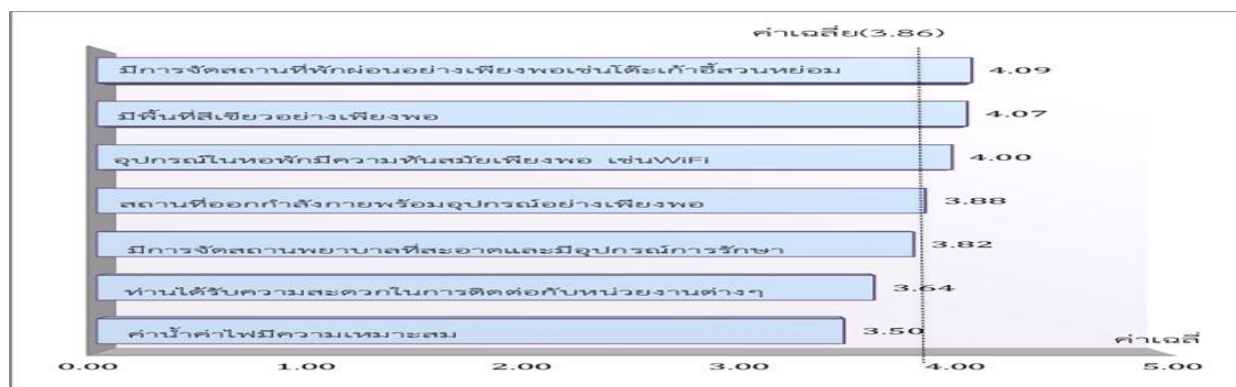 ค่าเฉลี่ย(3.86)
มีการจัดสถานที่พักผ่อนอย่างเพียงพอเช่นโต๊ะเก้าอี้สวนหย่อม 4.09
มีพื้นที่สีเขียวอย่างเพียงพอ 4.07
อุปกรณ์ในหอพักมีความทันสมัยเพียงพอ เช่นWiFi 4.00
สถานที่ออกกำลังกายพร้อมอุปกรณ์อย่างเพียงพอ 3.88
มีการจัดสถานพยาบาลที่สะอาดและมีอุปกรณ์การรักษา 3.82
ท่านได้รับความสะดวกในการติดต่อกับหน่วยงานต่างๆ 3.64
ค่าน้ำค่าไฟมีความเหมาะสม 3.50
ค่าเฉลี่
0.00 1.00 2.00 3.00 4.00 5.00